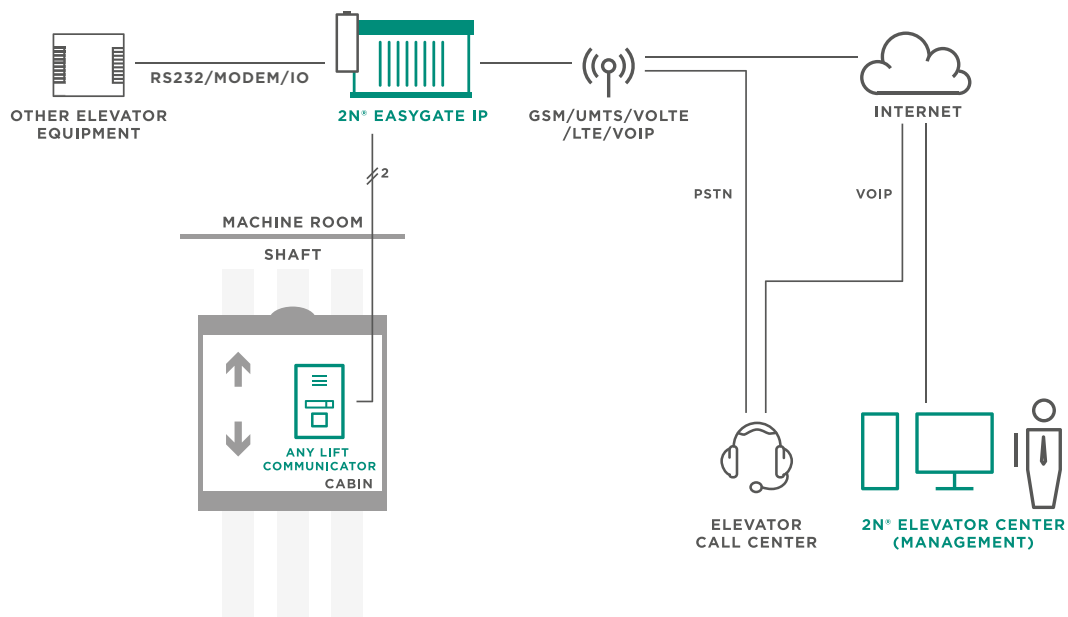 RS232/MODEM/IO
OTHER ELEVATOR
EQUIPMENT
2N® EASYGATE IP
GSM/UMTS/VOLTE
/LTE/VOIP
INTERNET
2
PSTN
VOIP
MACHINE ROOM
SHAFT
ANY LIFT
COMMUNICATOR
CABIN
ELEVATOR
CALL CENTER
2N® ELEVATOR CENTER
(MANAGEMENT)